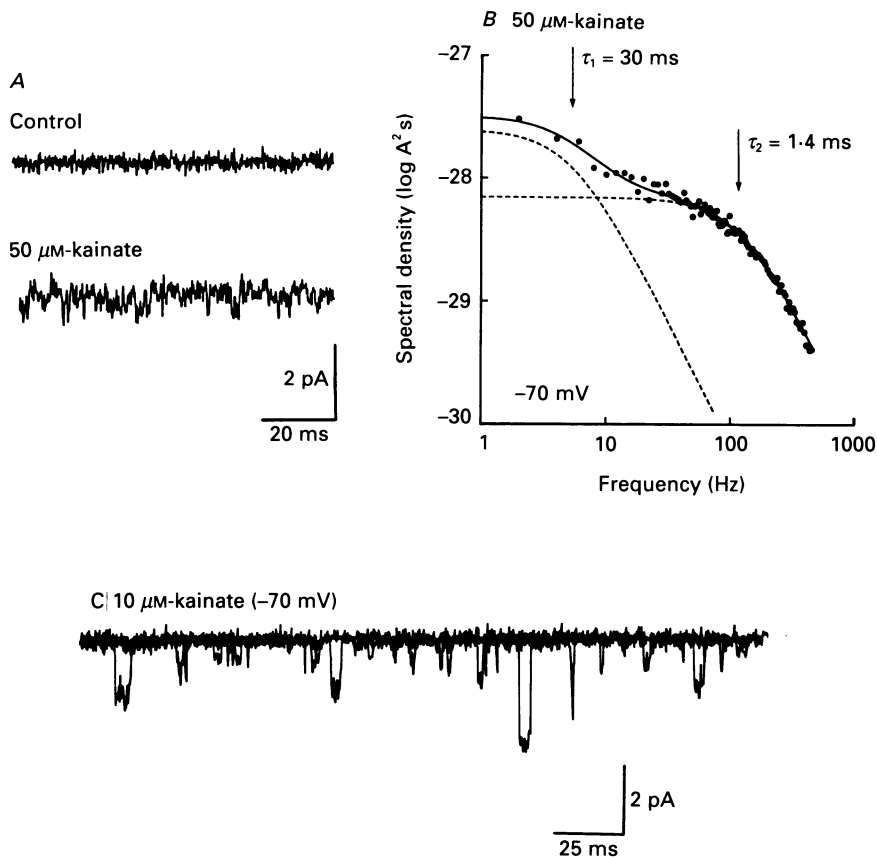 A
Control
50 μM-kainate
2 pA
20 ms
B 50 μM-kainate
τ₁ = 30 ms
τ₂ = 1·4 ms
Spectral density (log A² s)
–27
–28
–29
–30
–70 mV
1
10
100
1000
Frequency (Hz)
C 10 μM-kainate (–70 mV)
2 pA
25 ms